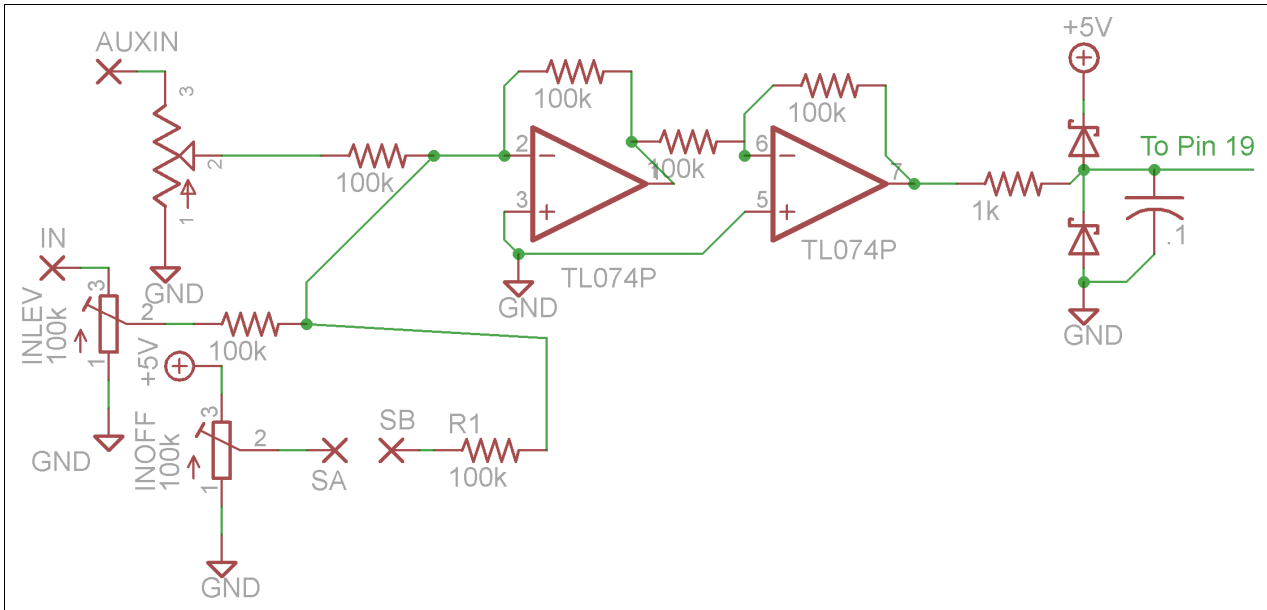 AUXIN
3
2
1
100k
100k
2
3
1
TL074P
GND
100k
100k
6
5
7
TL074P
1k
+5V
To Pin 19
.1
GND
GND
IN
INLEV
100k
3
2
1
100k
GND
+5V
INOFF
100k
3
2
1
SA
SB
R1
100k
GND